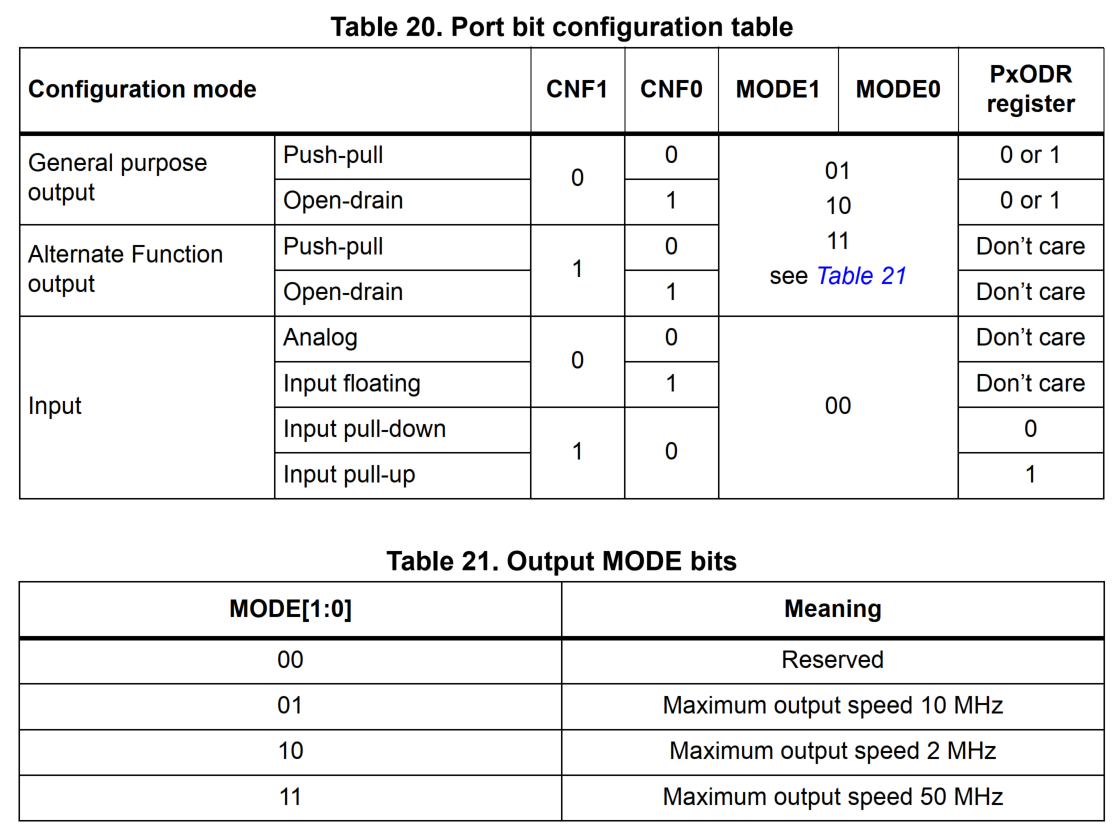 Table 20. Port bit configuration table
Configuration mode CNF1 CNF0 MODE1 MODE0 PxODR register
General purpose output Push-pull 0 0 01 10 11 see Table 21 0 or 1
Open-drain 1 0 or 1
Alternate Function output Push-pull 1 0 Don't care
Open-drain 1 Don't care
Input Analog 0 0 00 Don't care
Input floating 1 Don't care
Input pull-down 1 0 0
Input pull-up 1
Table 21. Output MODE bits
MODE[1:0] Meaning
00 Reserved
01 Maximum output speed 10 MHz
10 Maximum output speed 2 MHz
11 Maximum output speed 50 MHz